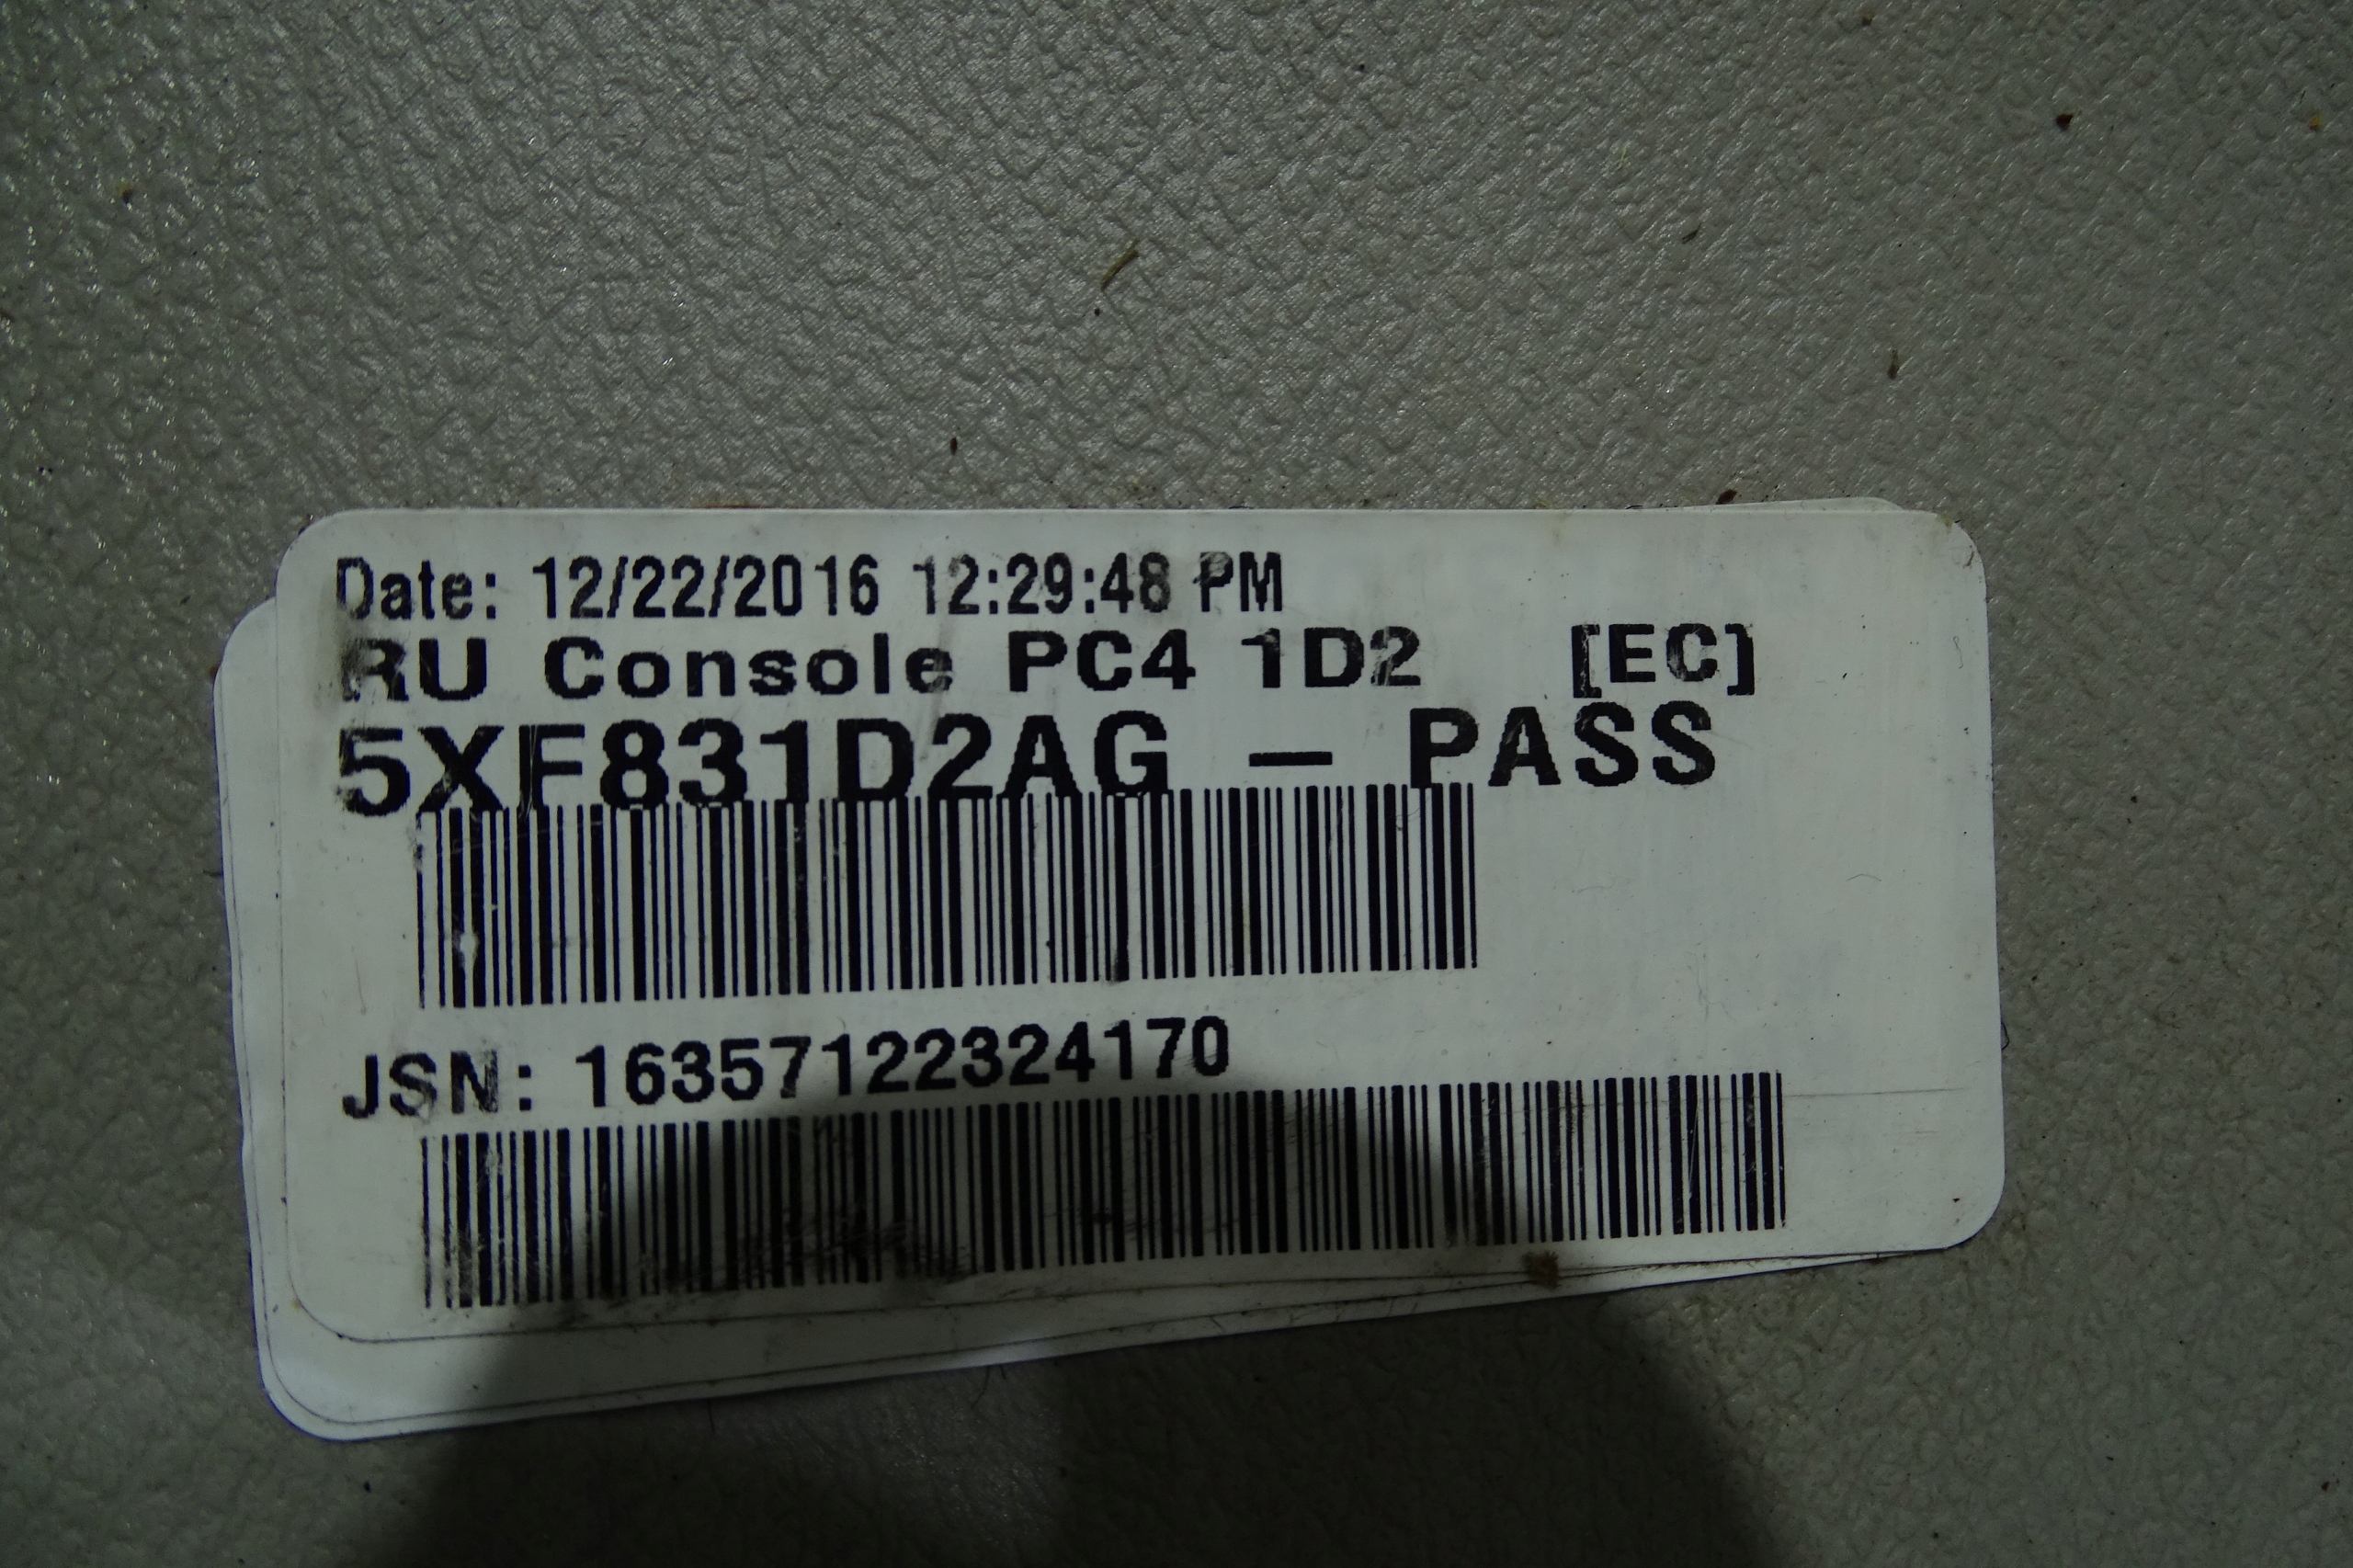 Date: 12/22/2016 12:29:48 PM
RU Console PC4 1D2 [EC]
5XF831D2AG – PASS
JSN: 16357122324170